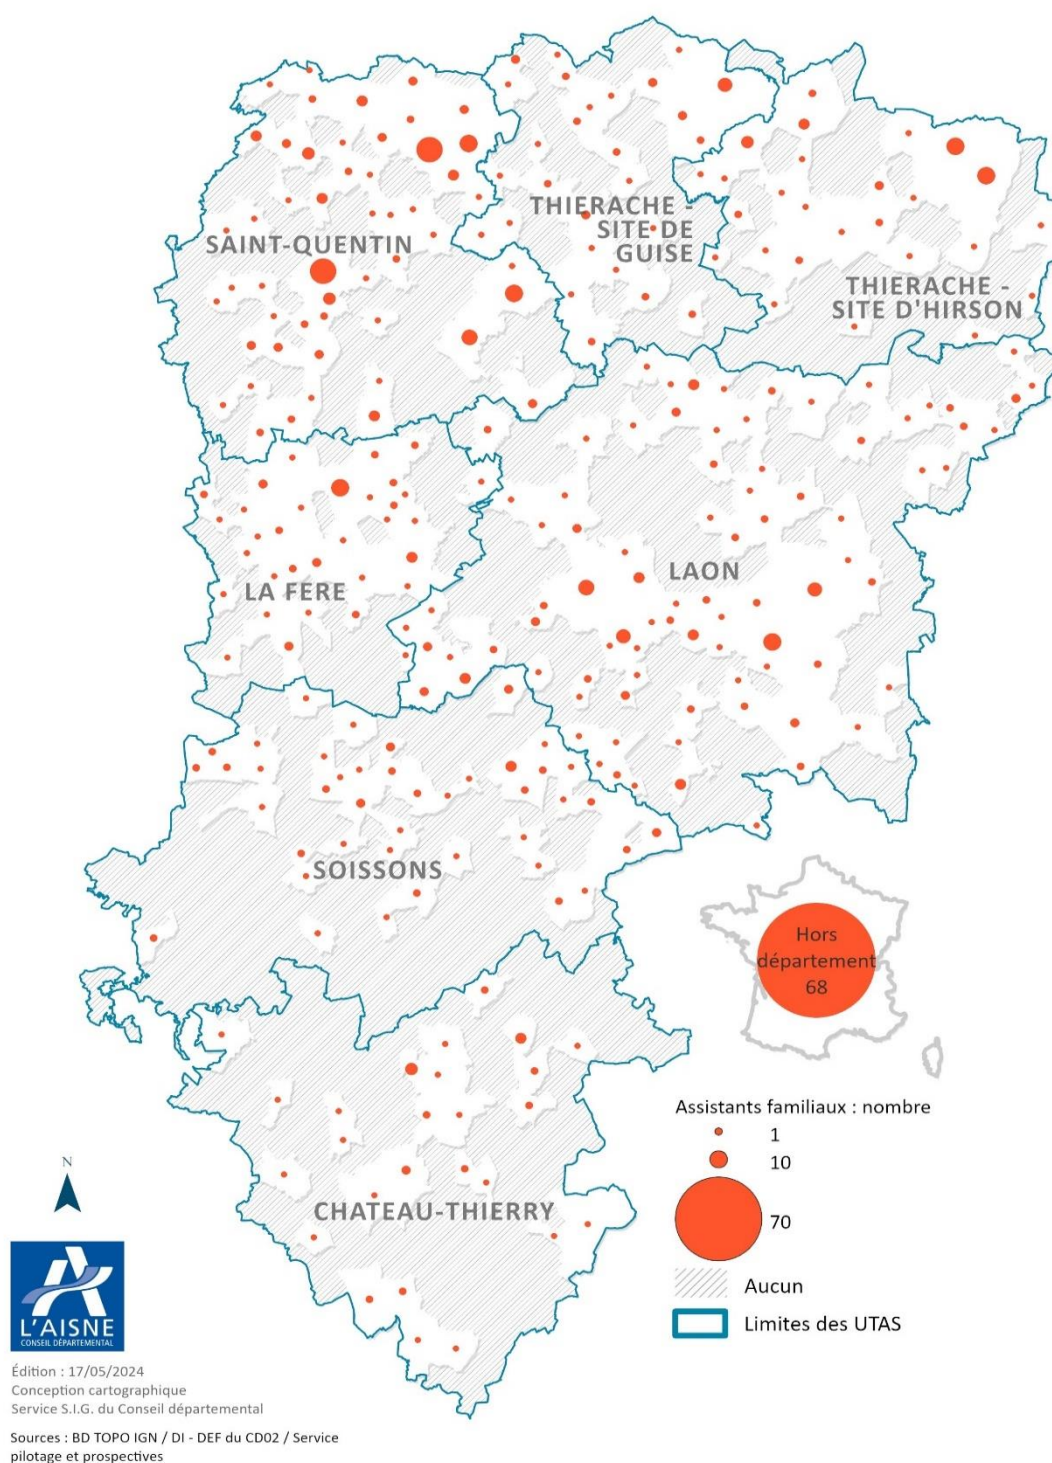 THIERACHE -
SITE DE
GUISE
SAINT-QUENTIN
THIERACHE -
SITE D'HIRSON
LAON
LA FERE
SOISSONS
Hors
département
68
Assistants familiaux : nombre
1
10
70
Aucun
Limites des UTAS
CHATEAU-THIERRY
N
L'AISNE
CONSEIL DÉPARTEMENTAL
Édition : 17/05/2024
Conception cartographique
Service S.I.G. du Conseil départemental
Sources : BD TOPO IGN / DI - DEF du CD02 / Service
pilotage et prospectives